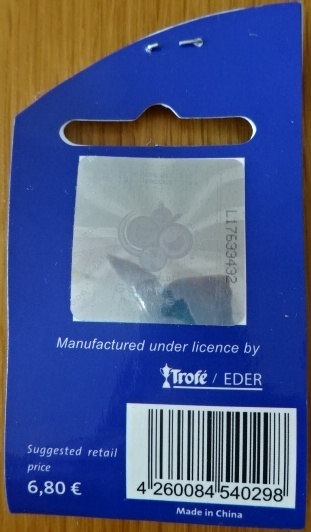 L17633432
Manufactured under licence by
Trofé / EDER
Suggested retail
price
6,80 €
4 260084 540298
Made in China